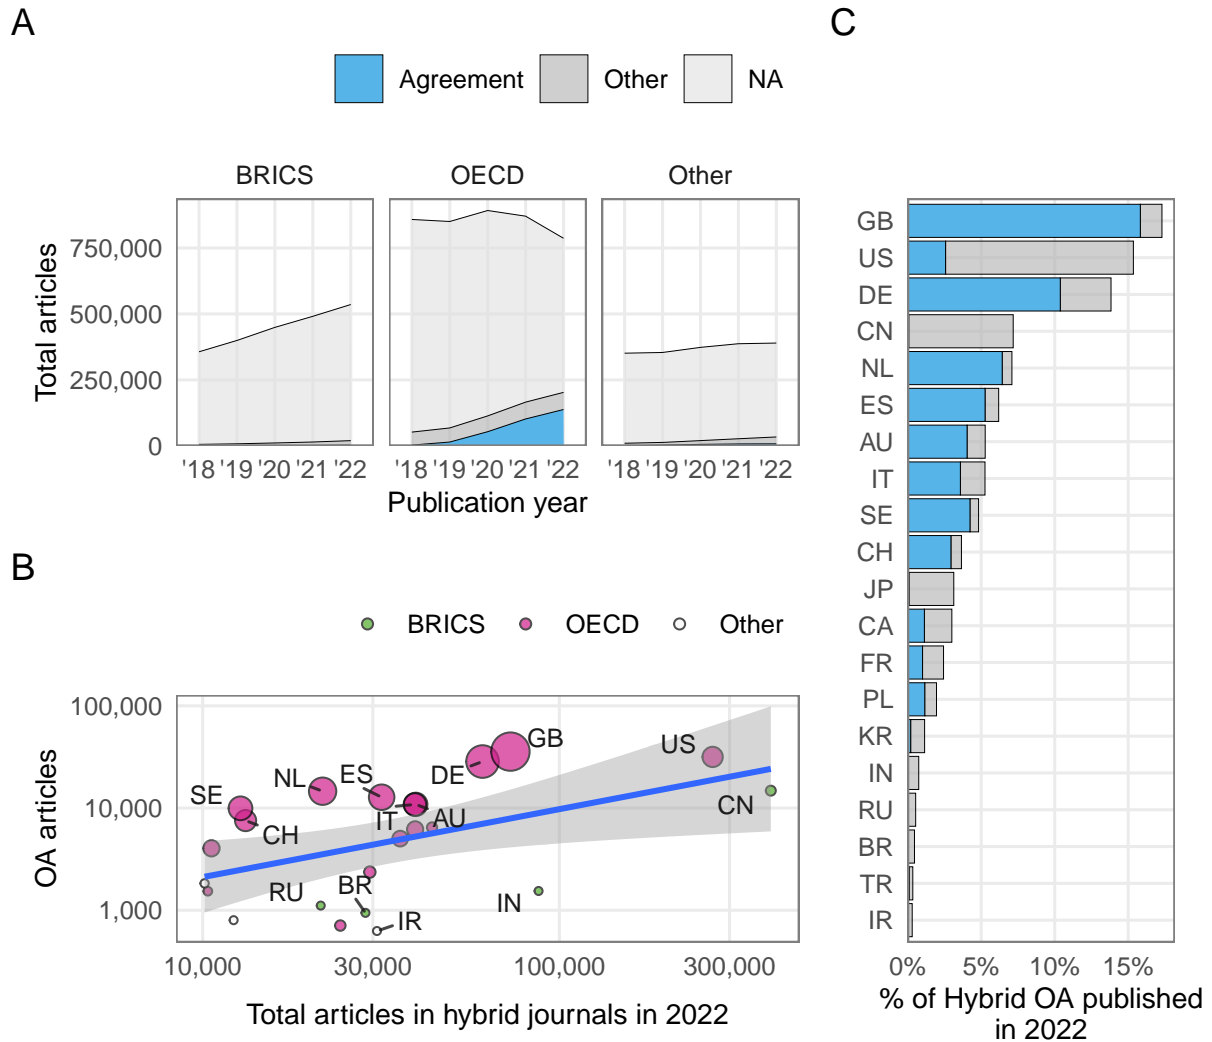 A
Agreement Other NA
BRICS OECD Other
Total articles
750,000
500,000
250,000
0
'18 '19 '20 '21 '22 '18 '19 '20 '21 '22 '18 '19 '20 '21 '22
Publication year
B
BRICS OECD Other
OA articles
100,000
10,000
1,000
GB
US
DE
ES
NL
SE
CN
IT
AU
CH
BR
RU
IN
IR
10,000 30,000 100,000 300,000
Total articles in hybrid journals in 2022
C
GB
US
DE
CN
NL
ES
AU
IT
SE
CH
JP
CA
FR
PL
KR
IN
RU
BR
TR
IR
0% 5% 10% 15%
% of Hybrid OA published
in 2022